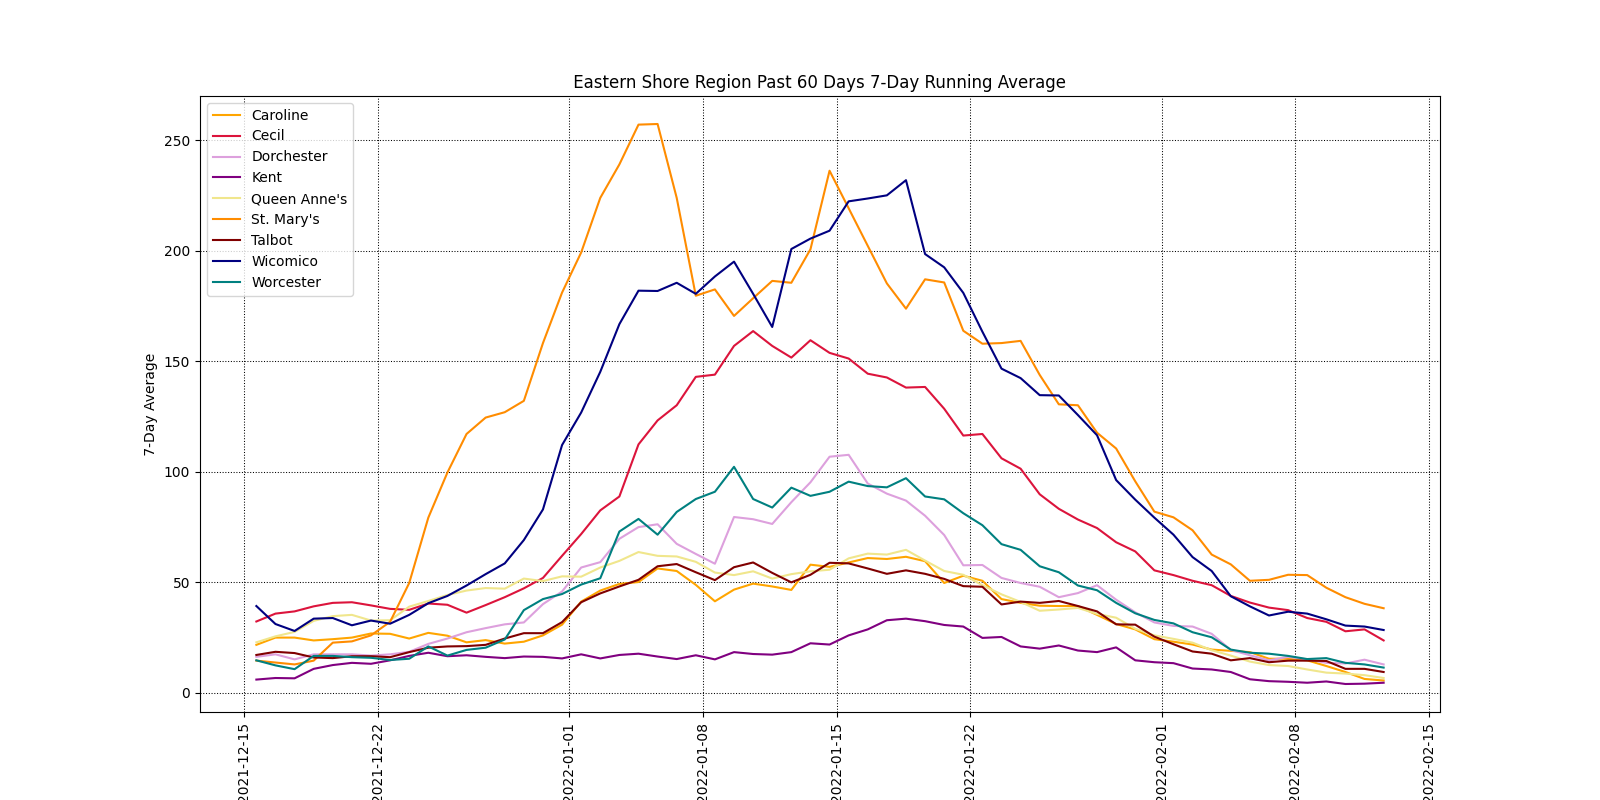 Eastern Shore Region Past 60 Days 7-Day Running Average
Caroline
Cecil
Dorchester
Kent
Queen Anne's
St. Mary's
Talbot
Wicomico
Worcester
7-Day Average
250
200
150
100
50
0
2021-12-15
2021-12-22
2022-01-01
2022-01-08
2022-01-15
2022-01-22
2022-02-01
2022-02-08
2022-02-15